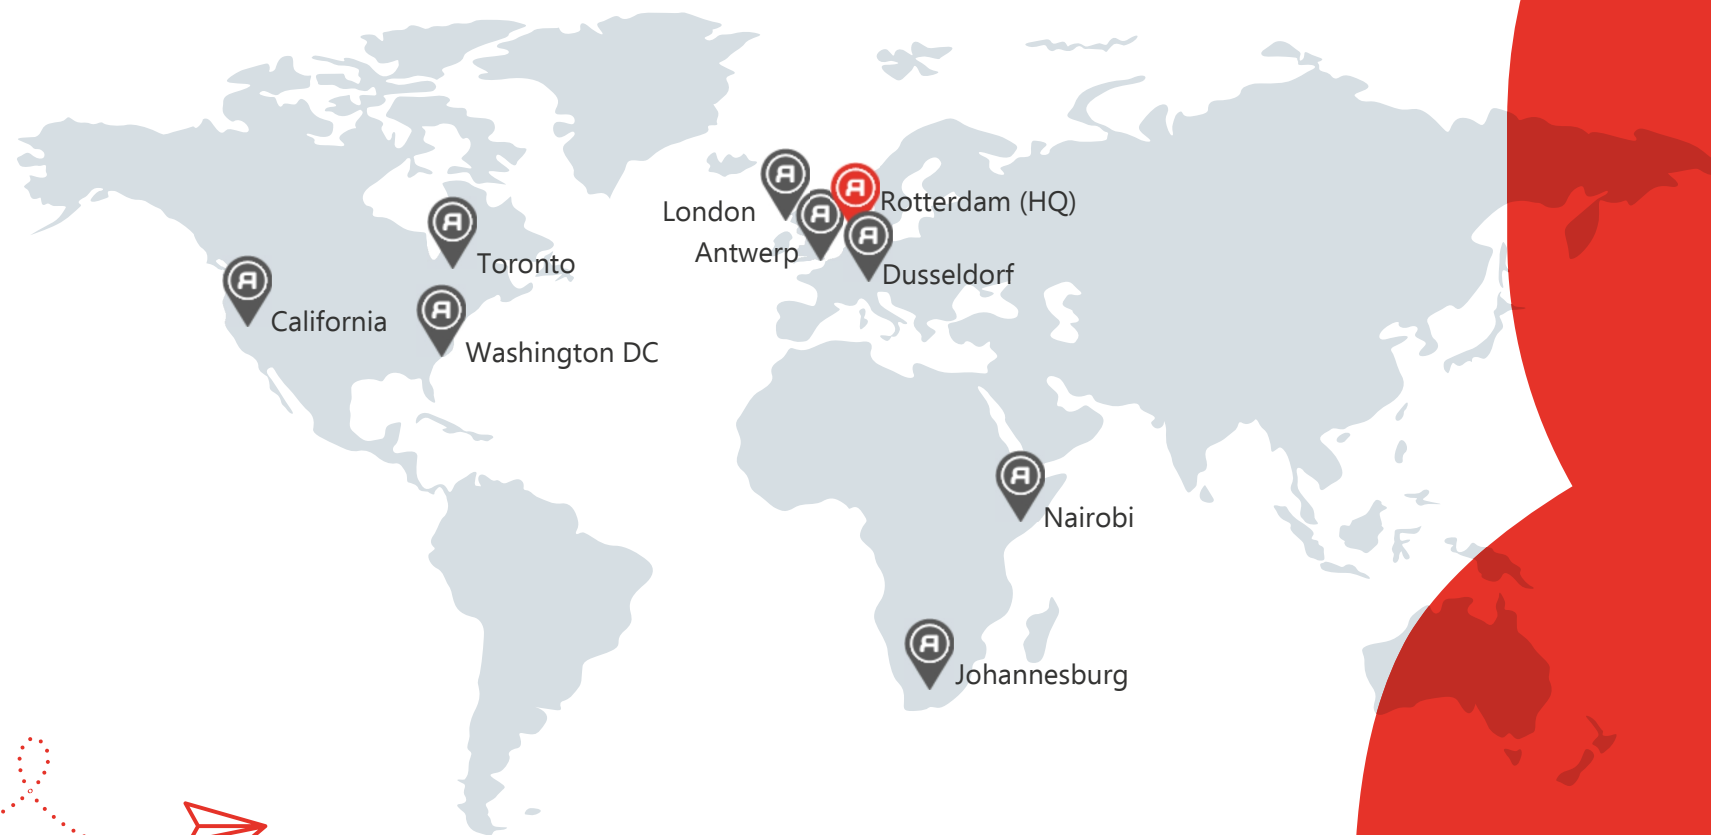 London
Rotterdam (HQ)
Antwerp
Toronto
Dusseldorf
California
Washington DC
Nairobi
Johannesburg